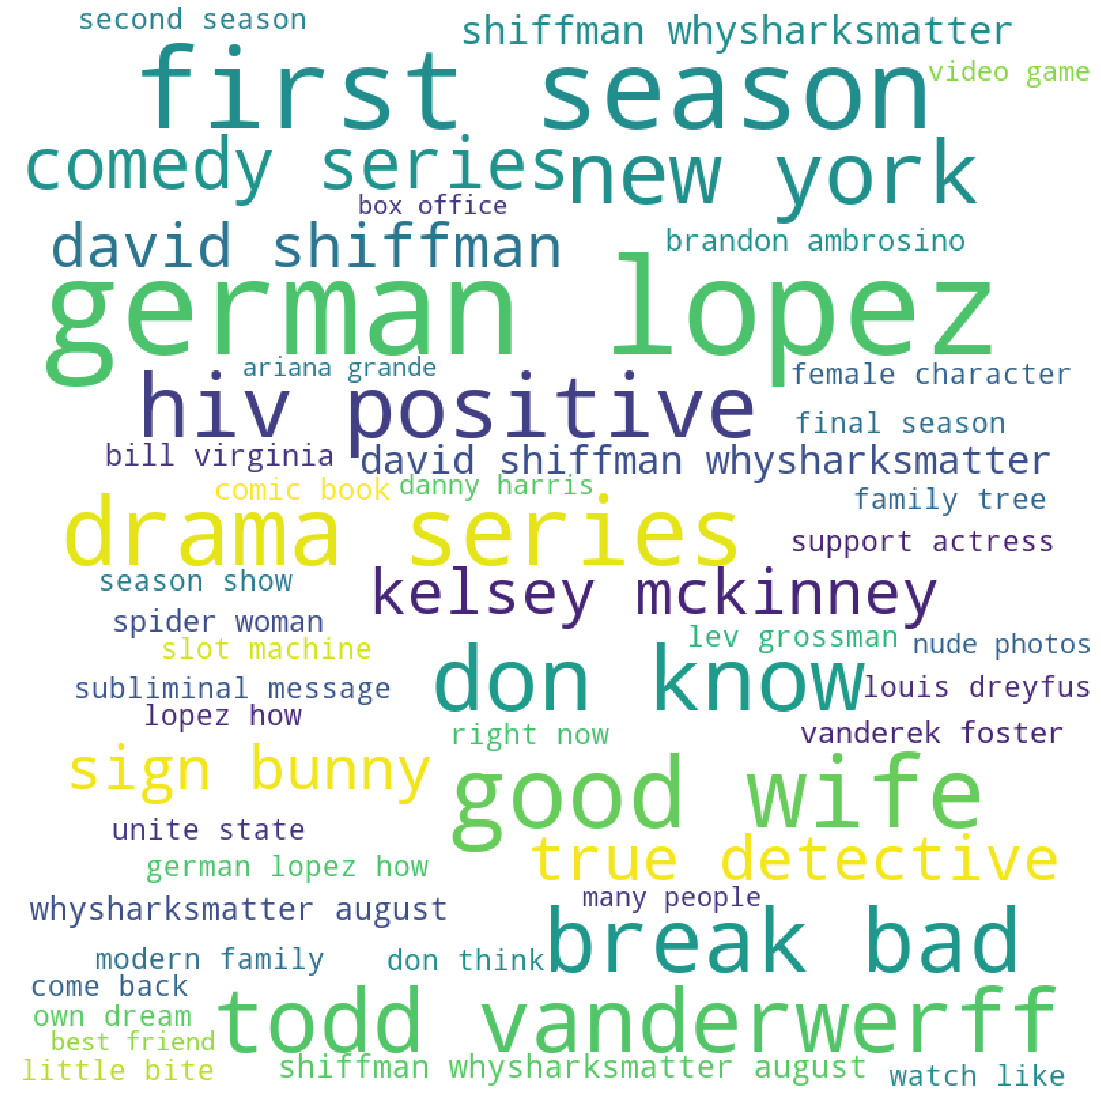 second season
shiffman whysharksmatter
first season
video game
comedy series
new york
box office
david shiffman
brandon ambrosino
german lopez
ariana grande
female character
hiv positive
final season
bill virginia
david shiffman whysharksmatter
comic book
danny harris
family tree
drama series
support actress
season show
kelsey mckinney
spider woman
lev grossman
nude photos
slot machine
don know
subliminal message
louis dreyfus
lopez how
right now
vanderek foster
sign bunny
good wife
unite state
true detective
german lopez how
many people
whysharksmatter august
break bad
modern family
don think
come back
todd vanderwerff
own dream
best friend
little bite
shiffman whysharksmatter august
watch like